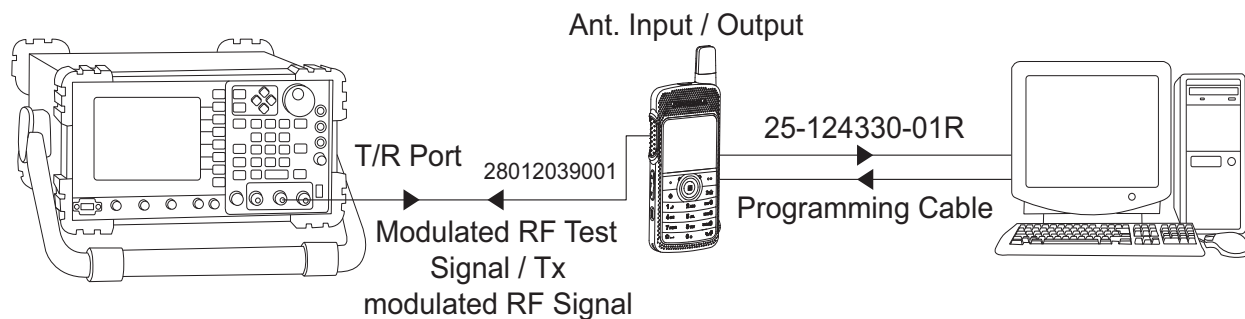 Ant. Input / Output
25-124330-01R
T/R Port
28012039001
Programming Cable
Modulated RF Test
Signal / Tx
modulated RF Signal